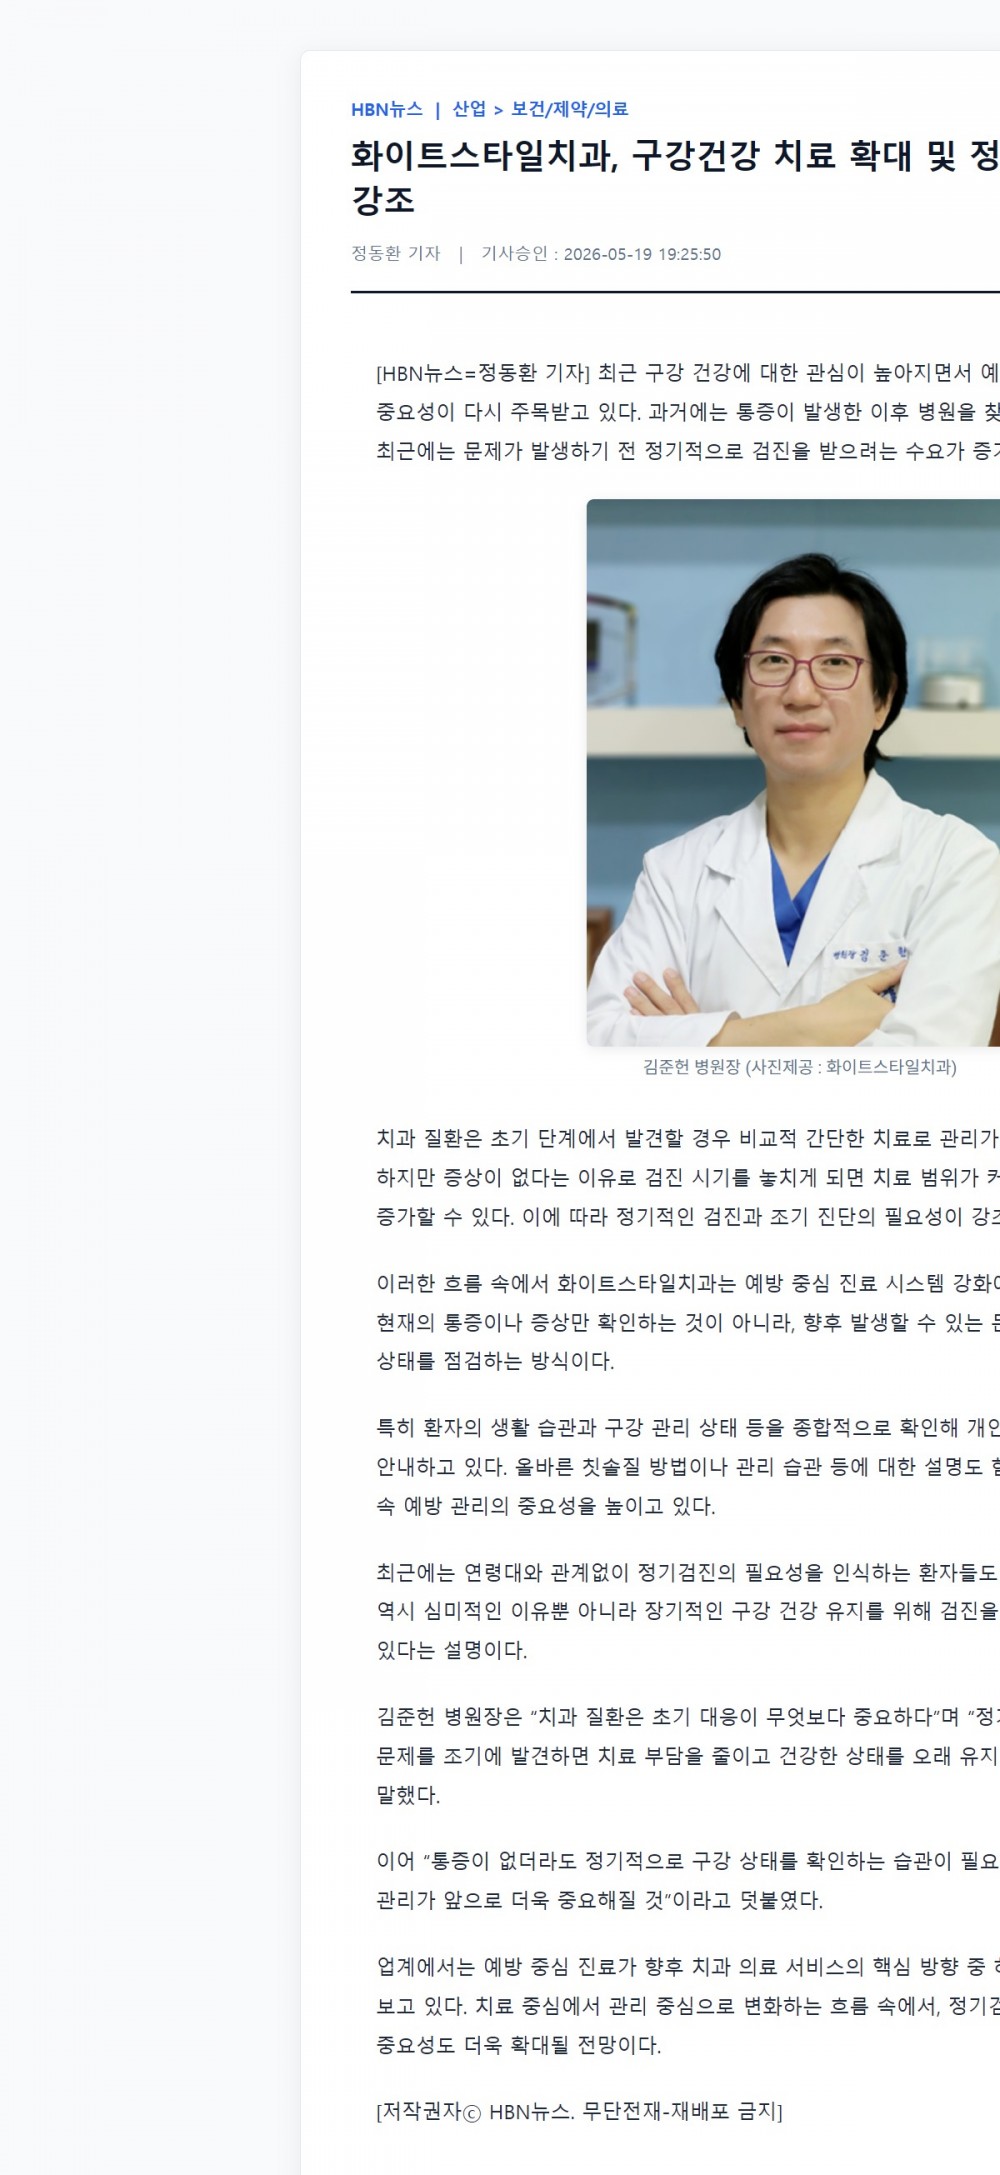 HBN뉴스 | 산업 > 보건/제약/의료
화이트스타일치과, 구강건강 치료 확대 및 정
강조
정동환 기자 | 기사승인 : 2026-05-19 19:25:50
[HBN뉴스=정동환 기자] 최근 구강 건강에 대한 관심이 높아지면서 예
중요성이 다시 주목받고 있다. 과거에는 통증이 발생한 이후 병원을 찾
최근에는 문제가 발생하기 전 정기적으로 검진을 받으려는 수요가 증가
김준헌 병원장 (사진제공 : 화이트스타일치과)
치과 질환은 초기 단계에서 발견할 경우 비교적 간단한 치료로 관리가
하지만 증상이 없다는 이유로 검진 시기를 놓치게 되면 치료 범위가 커
증가할 수 있다. 이에 따라 정기적인 검진과 조기 진단의 필요성이 강조
이러한 흐름 속에서 화이트스타일치과는 예방 중심 진료 시스템 강화에
현재의 통증이나 증상만 확인하는 것이 아니라, 향후 발생할 수 있는
상태를 점검하는 방식이다.
특히 환자의 생활 습관과 구강 관리 상태 등을 종합적으로 확인해 개인
안내하고 있다. 올바른 칫솔질 방법이나 관리 습관 등에 대한 설명도
속 예방 관리의 중요성을 높이고 있다.
최근에는 연령대와 관계없이 정기검진의 필요성을 인식하는 환자들도
역시 심미적인 이유뿐 아니라 장기적인 구강 건강 유지를 위해 검진을
있다는 설명이다.
김준헌 병원장은 “치과 질환은 초기 대응이 무엇보다 중요하다”며 “정기
문제를 조기에 발견하면 치료 부담을 줄이고 건강한 상태를 오래 유지
말했다.
이어 “통증이 없더라도 정기적으로 구강 상태를 확인하는 습관이 필요
관리가 앞으로 더욱 중요해질 것”이라고 덧붙였다.
업계에서는 예방 중심 진료가 향후 치과 의료 서비스의 핵심 방향 중
보고 있다. 치료 중심에서 관리 중심으로 변화하는 흐름 속에서, 정기검
중요성도 더욱 확대될 전망이다.
[저작권자ⓒ HBN뉴스. 무단전재-재배포 금지]